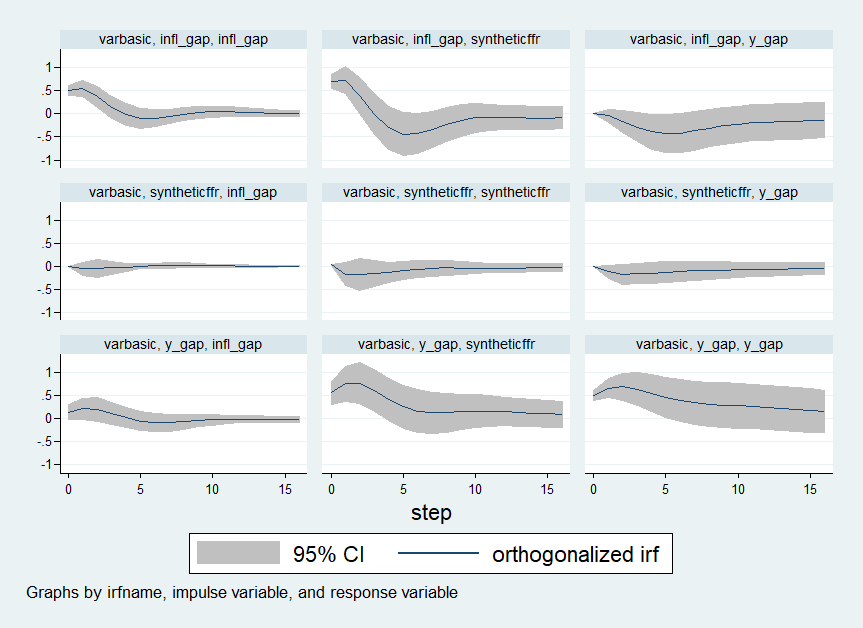 varbasic, infl_gap, infl_gap
varbasic, infl_gap, syntheticffr
varbasic, infl_gap, y_gap
1
.5
0
-.5
-1
varbasic, syntheticffr, infl_gap
varbasic, syntheticffr, syntheticffr
varbasic, syntheticffr, y_gap
1
.5
0
-.5
-1
varbasic, y_gap, infl_gap
varbasic, y_gap, syntheticffr
varbasic, y_gap, y_gap
1
.5
0
-.5
-1
0 5 10 15
0 5 10 15
0 5 10 15
step
95% CI
orthogonalized irf
Graphs by irfname, impulse variable, and response variable